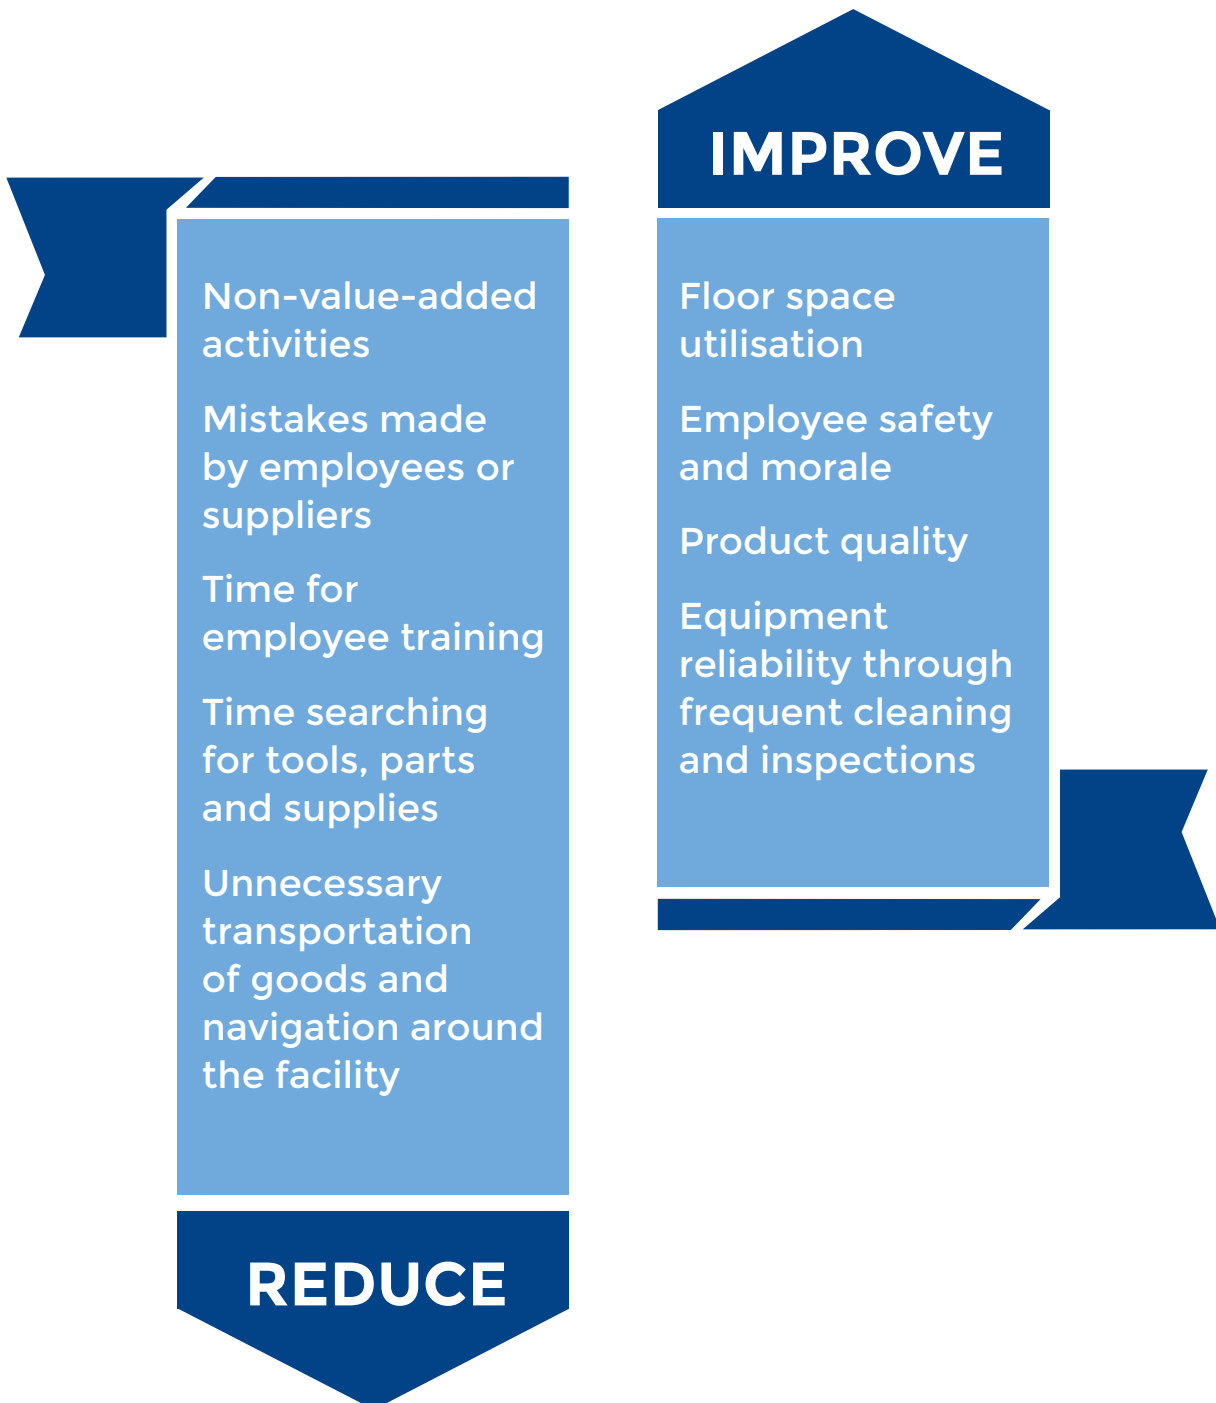 Non-value-added
activities
Mistakes made
by employees or
suppliers
Time for
employee training
Time searching
for tools, parts
and supplies
Unnecessary
transportation
of goods and
navigation around
the facility
REDUCE
IMPROVE
Floor space
utilisation
Employee safety
and morale
Product quality
Equipment
reliability through
frequent cleaning
and inspections